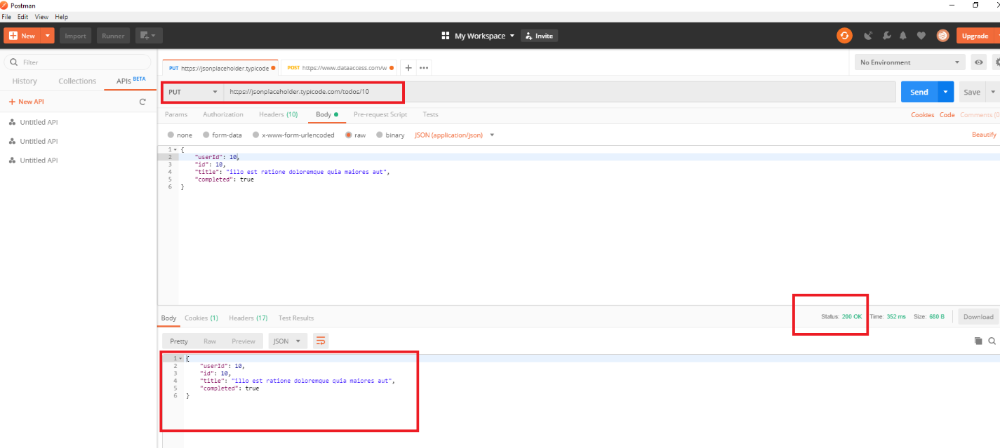 Postman
File Edit View Help
New Import Runner My Workspace Invite Upgrade
Filter
History Collections APIs BETA
+ New API
Untitled API
Untitled API
Untitled API
PUT https://jsonplaceholder.typicode POST https://www.dataaccess.com/w + •••
No Environment
PUT https://jsonplaceholder.typicode.com/todos/10 Send Save
Params Authorization Headers (10) Body Pre-request Script Tests Cookies Code Comments (0
none form-data x-www-form-urlencoded raw binary JSON (application/json) Beautify
1 {
2 "userId": 10,
3 "id": 10,
4 "title": "illo est ratione doloremque quia maiores aut",
5 "completed": true
6 }
Body Cookies (1) Headers (17) Test Results Status: 200 OK Time: 352 ms Size: 680 B Download
Pretty Raw Preview JSON
1 {
2 "userId": 10,
3 "id": 10,
4 "title": "illo est ratione doloremque quia maiores aut",
5 "completed": true
6 }